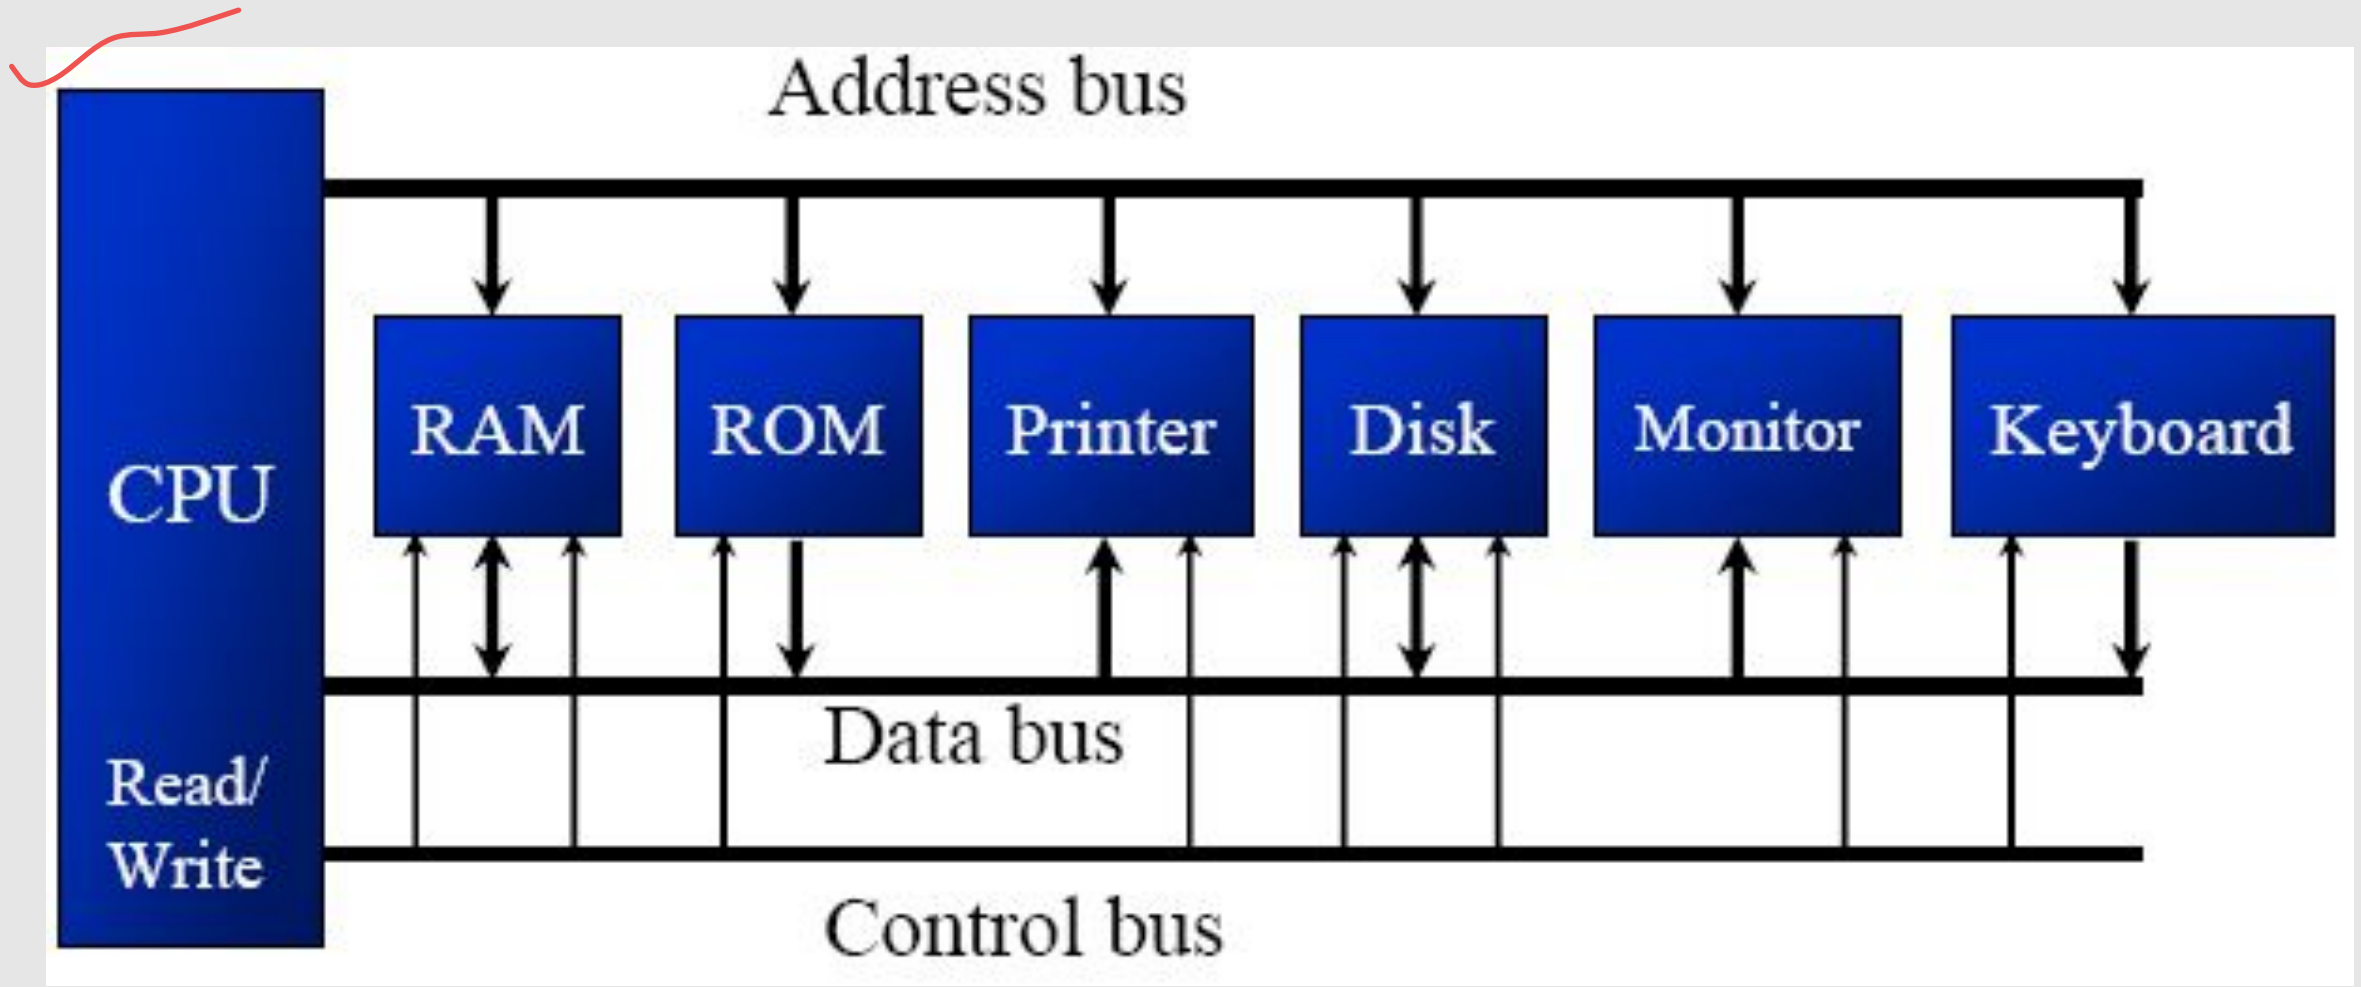 Address bus
CPU
Read/
Write
RAM
ROM
Printer
Disk
Monitor
Keyboard
Data bus
Control bus